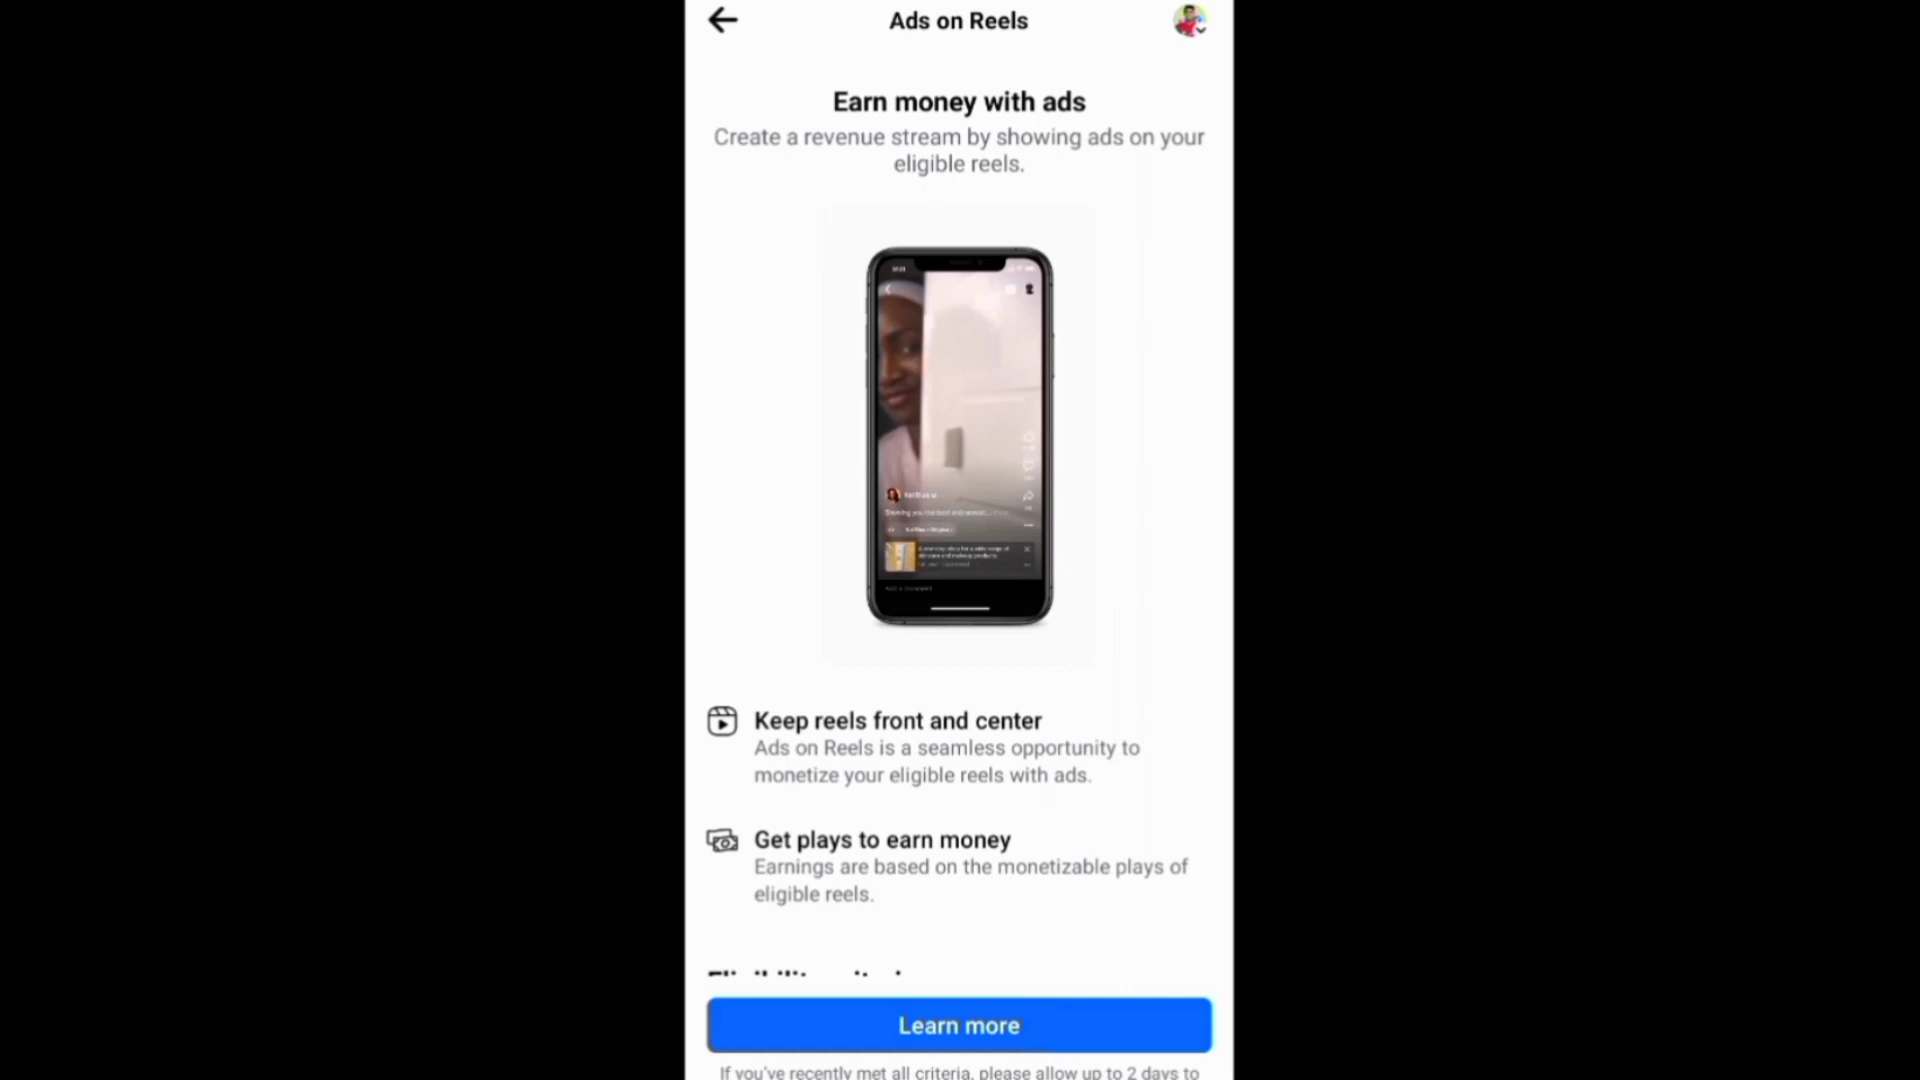 Ads on Reels
Earn money with ads
Create a revenue stream by showing ads on your
eligible reels.
Keep reels front and center
Ads on Reels is a seamless opportunity to
monetize your eligible reels with ads.
Get plays to earn money
Earnings are based on the monetizable plays of
eligible reels.
Learn more
If you've recently met all criteria, please allow up to 2 days to